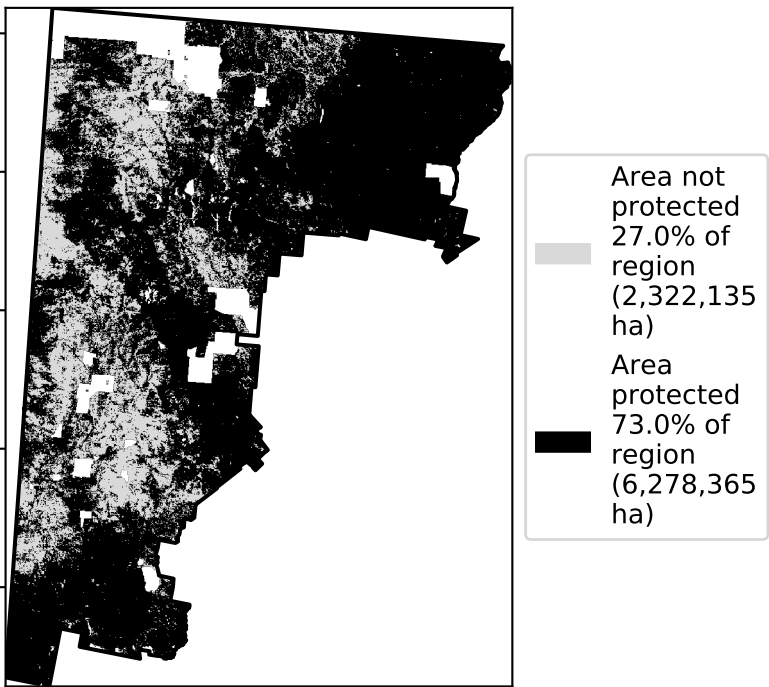 Area not
protected
27.0% of
region
(2,322,135
ha)
Area
protected
73.0% of
region
(6,278,365
ha)